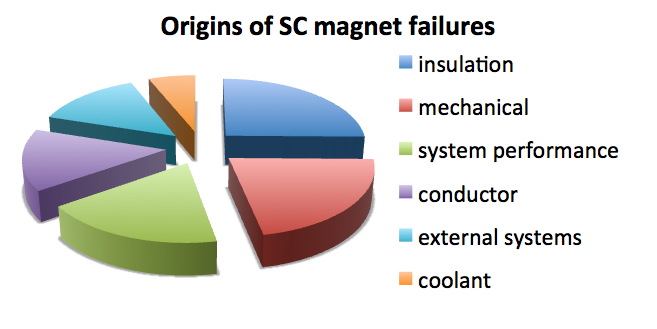 Origins of SC magnet failures
insulation
mechanical
system performance
conductor
external systems
coolant